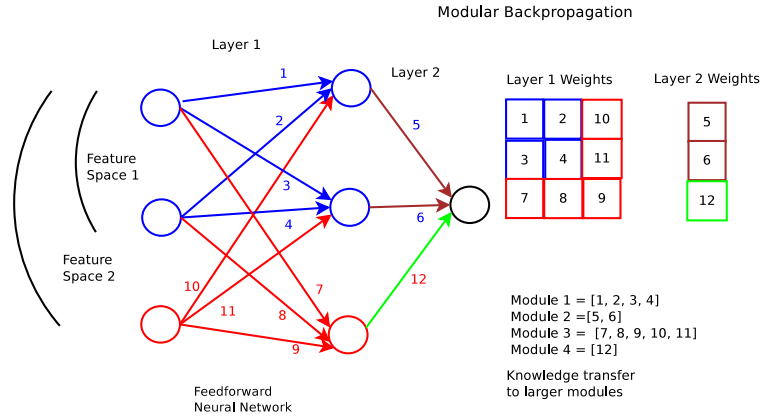 Modular Backpropagation
Layer 1
Layer 2
Layer 1 Weights
Layer 2 Weights
1
2
3
4
5
6
7
8
9
10
11
12
Feature
Space 1
Feature
Space 2
1 2 10
3 4 11
7 8 9
5
6
12
Module 1 = [1, 2, 3, 4]
Module 2 =[5, 6]
Module 3 =  [7, 8, 9, 10, 11]
Module 4 = [12]
Knowledge transfer
to larger modules
Feedforward
Neural Network